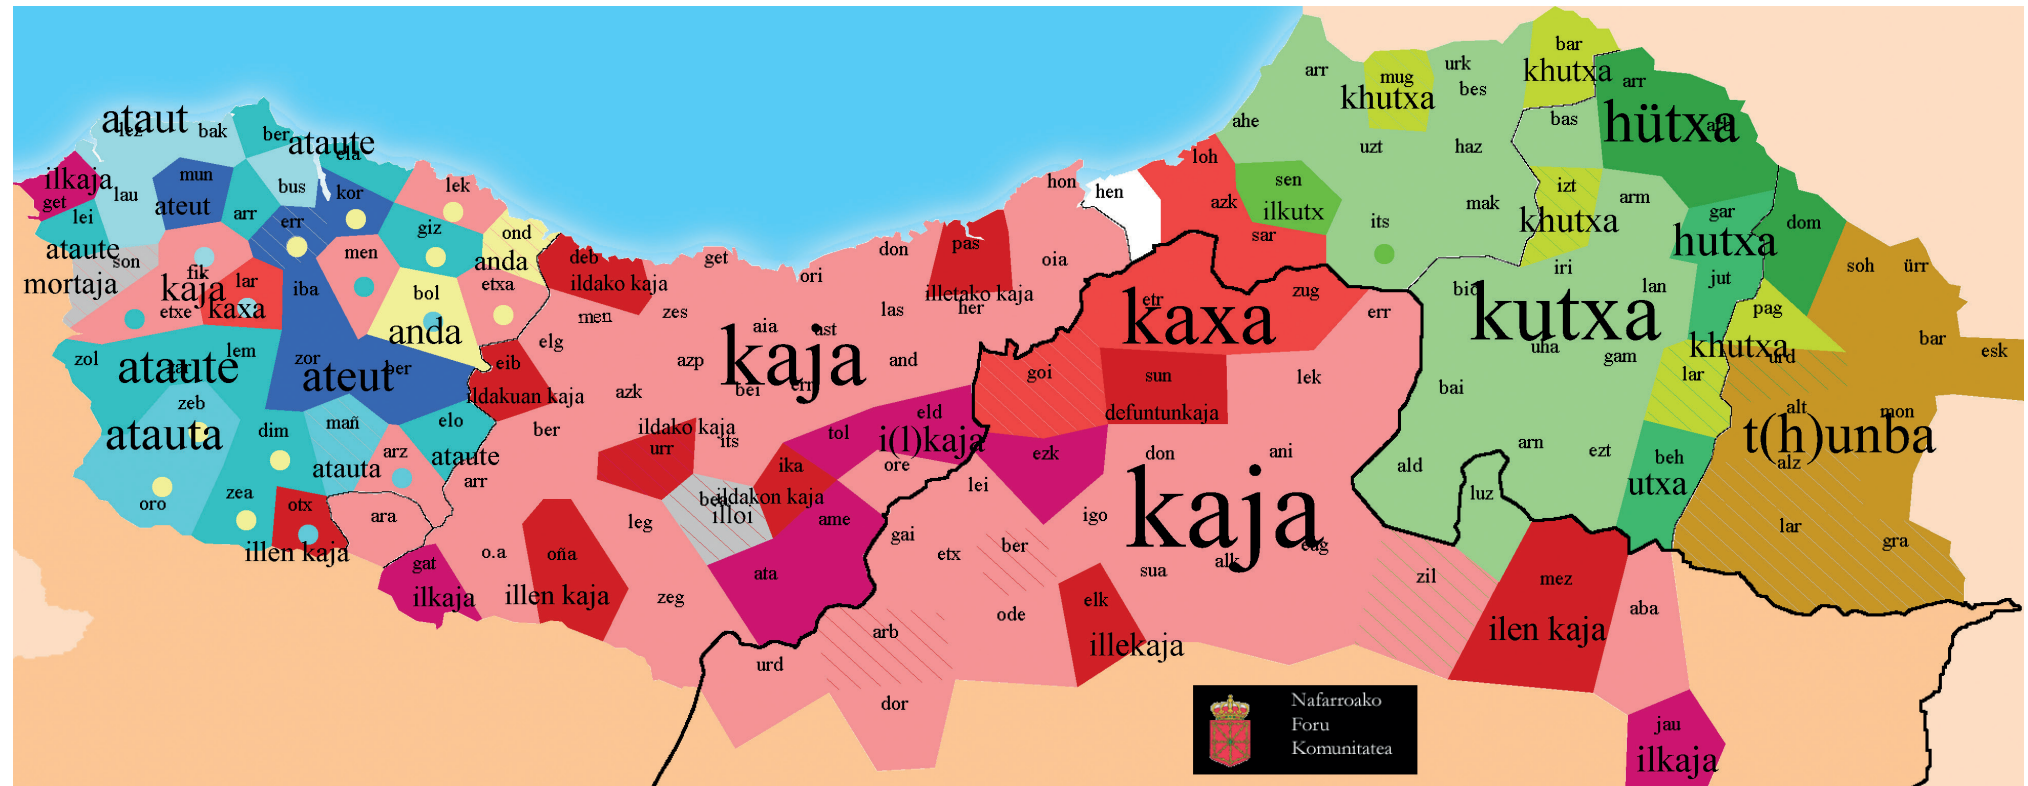 ataut
lez
bak
ber
ataute
ela
ilkaja
get
lau
mun
ateut
bus
kor
lek
lei
arr
err
giz
ond
anda
ataute
son
mortaja
fik
kaja
etxe
lar
kaxa
men
iba
bol
anda
etxa
zol
ataute
zar
lem
zor
ateut
ber
zeb
atauta
dim
mañ
atauta
arz
elo
ataute
oro
zea
otx
illen kaja
ara
arr
gat
ilkaja
deb
ildako kaja
get
ori
don
pas
illetako kaja
her
hon
oia
hen
men
zes
aia
ast
las
elg
eib
ildakuan kaja
azp
kaja
and
azk
bei
err
ber
ildako kaja
urr
its
tol
eld
i(l)kaja
ika
ore
bea
ildakon kaja
illoi
ame
leg
o.a
oña
illen kaja
ata
zeg
loh
azk
sar
etr
kaxa
zug
err
goi
sun
defuntunkaja
lek
ezk
don
ani
lei
kaja
igo
gai
etx
ber
sua
alk
eug
zil
arb
ode
elk
illekaja
urd
dor
mez
ilen kaja
aba
jau
ilkaja
arr
mug
khutxa
urk
bes
bar
khutxa
arr
hütxa
ahe
uzt
haz
bas
sen
ilkutx
its
mak
izt
khutxa
arm
gar
hutxa
jut
dom
iri
kutxa
lan
uha
gam
pag
khutxa
lar
urd
soh
ürr
bar
esk
bai
ald
arn
ezt
beh
utxa
luz
alt
mon
t(h)unba
alz
lar
gra
Nafarroako
Foru
Komunitatea